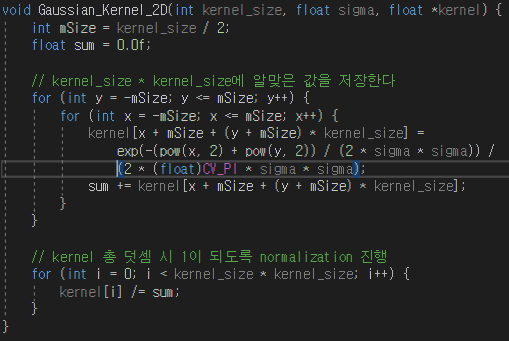 void Gaussian_Kernel_2D(int kernel_size, float sigma, float *kernel) {
    int mSize = kernel_size / 2;
    float sum = 0.0f;

    // kernel_size * kernel_size에 알맞은 값을 저장한다
    for (int y = -mSize; y <= mSize; y++) {
        for (int x = -mSize; x <= mSize; x++) {
            kernel[x + mSize + (y + mSize) * kernel_size] =
                exp(-(pow(x, 2) + pow(y, 2)) / (2 * sigma * sigma)) /
                (2 * (float)CV_PI * sigma * sigma);
            sum += kernel[x + mSize + (y + mSize) * kernel_size];
        }
    }

    // kernel 총 덧셈 시 1이 되도록 normalization 진행
    for (int i = 0; i < kernel_size * kernel_size; i++) {
        kernel[i] /= sum;
    }
}